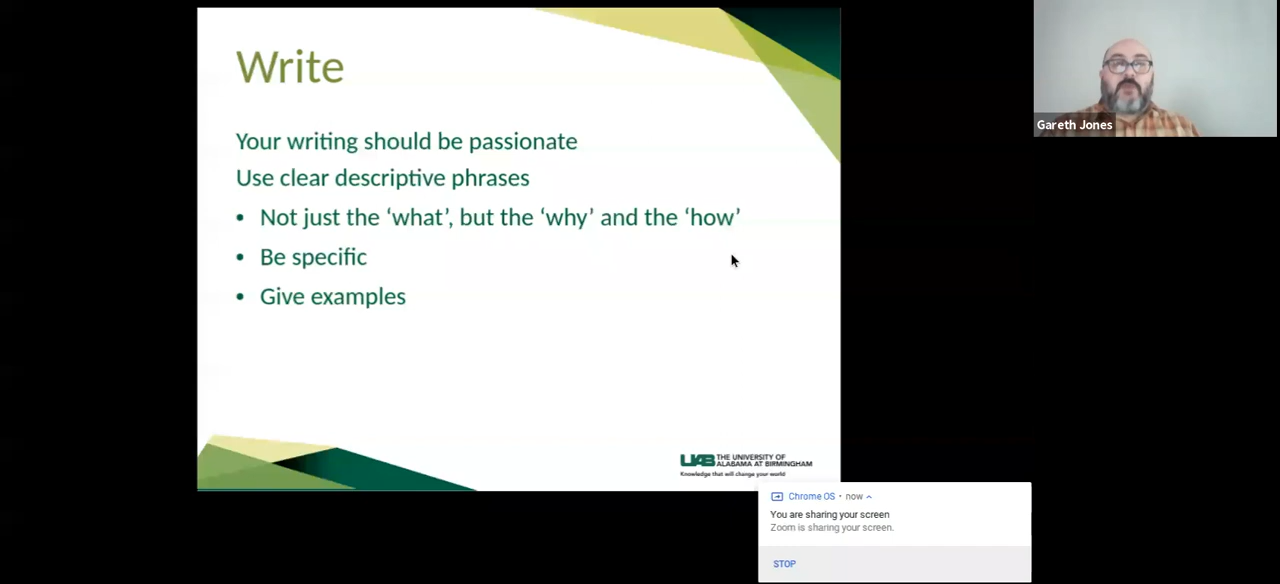 Write
Your writing should be passionate
Use clear descriptive phrases
• Not just the ‘what’, but the ‘why’ and the ‘how’
• Be specific
• Give examples
UAB THE UNIVERSITY OF
ALABAMA AT BIRMINGHAM
Knowledge that will change your world
Gareth Jones
Chrome OS • now
You are sharing your screen
Zoom is sharing your screen.
STOP